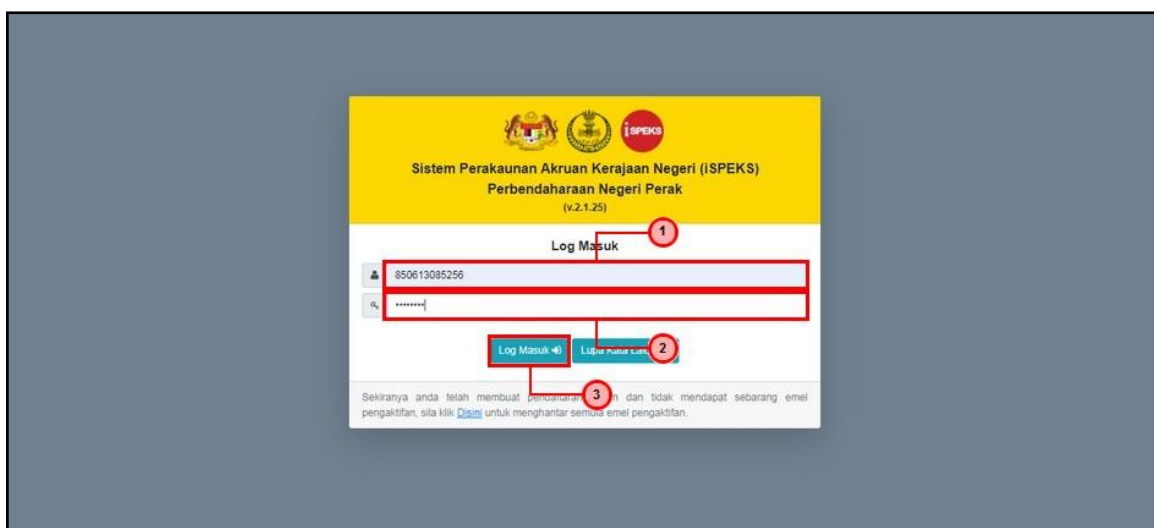 iSPEKS
Sistem Perakaunan Akruan Kerajaan Negeri (iSPEKS)
Perbendaharaan Negeri Perak
(v.2.1.25)
Log Masuk
1
850613085256
••••••••
Log Masuk
Lupa Kata
2
3
Sekiranya anda telah membuat dan tidak mendapat sebarang emel
pengaktifan, sila klik Disini untuk menghantar semula emel pengaktifan.